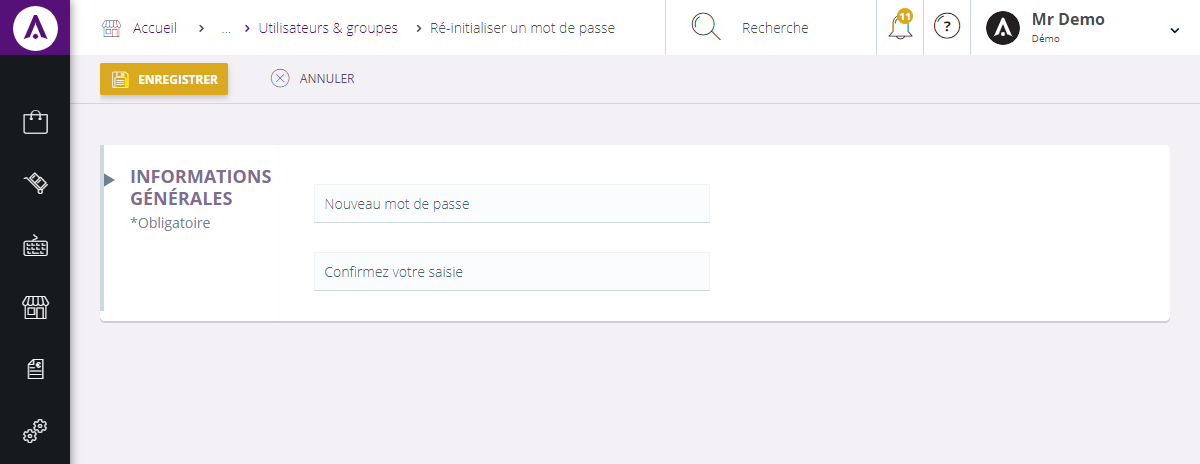 Accueil > ... > Utilisateurs & groupes > Ré-initialiser un mot de passe
Recherche
11
?
Mr Demo
Démo
ENREGISTRER
ANNULER
INFORMATIONS
GÉNÉRALES
*Obligatoire
Nouveau mot de passe
Confirmez votre saisie